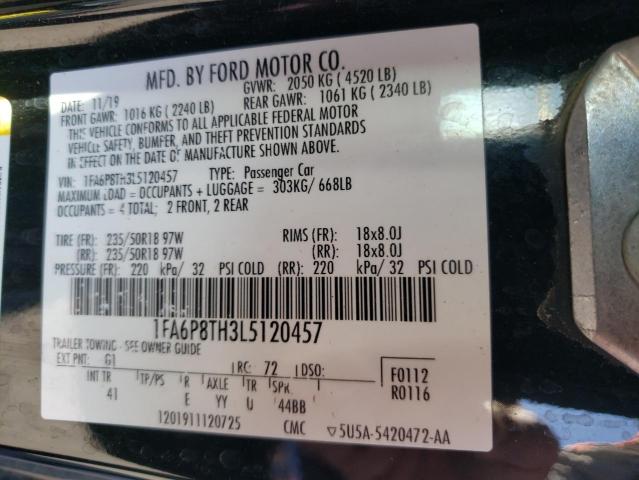 MFD. BY FORD MOTOR CO.
DATE: 11/19 GVWR: 2050 KG ( 4520 LB)
FRONT GAWR: 1016 KG ( 2240 LB) REAR GAWR: 1061 KG ( 2340 LB)
THIS VEHICLE CONFORMS TO ALL APPLICABLE FEDERAL MOTOR
VEHICLE SAFETY, BUMPER, AND THEFT PREVENTION STANDARDS
IN EFFECT ON THE DATE OF MANUFACTURE SHOWN ABOVE.
VIN: 1FA6P8TH3L5120457 TYPE: Passenger Car
MAXIMUM LOAD = OCCUPANTS + LUGGAGE = 303KG/ 668LB
OCCUPANTS = 4 TOTAL; 2 FRONT, 2 REAR
TIRE (FR): 235/50R18 97W RIMS (FR): 18x8.0J
(RR): 235/50R18 97W (RR): 18x8.0J
PRESSURE (FR): 220 kPa/ 32 PSI COLD (RR): 220 kPa/ 32 PSI COLD
1FA6P8TH3L5120457
TRAILER TOWING - SEE OWNER GUIDE
EXT PNT: G1 RC: 72 DSO: F0112
INT TR TP/PS R AXLE TR SPR R0116
41 E YY U 44BB
1201911120725 CMC ▽5U5A-5420472-AA